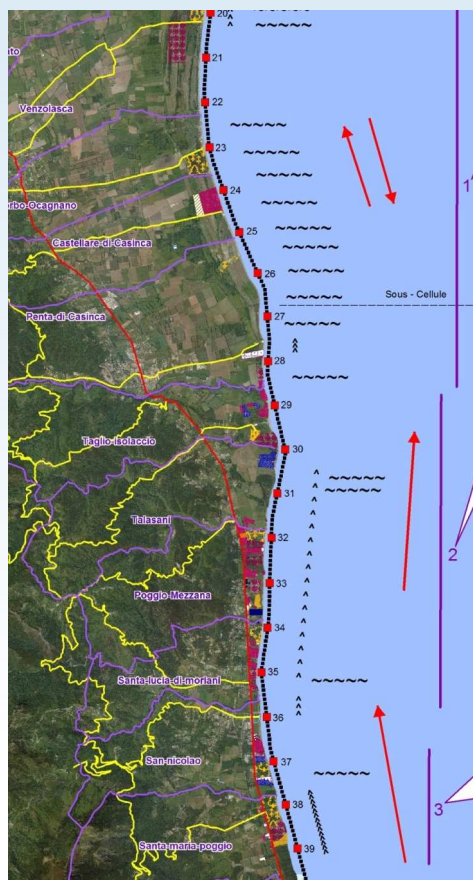 20
21
Venzolasca
22
23
1
24
Castellare-di-Casinca
25
26
Sous - Cellule
Penta-di-Casinca
27
28
29
Taglio-isolaccio
30
31
Talasani
32
2
33
Poggio-Mezzana
34
Santa-lucia-di-moriani
35
36
San-nicolao
37
38
3
Santa-maria-poggio
39